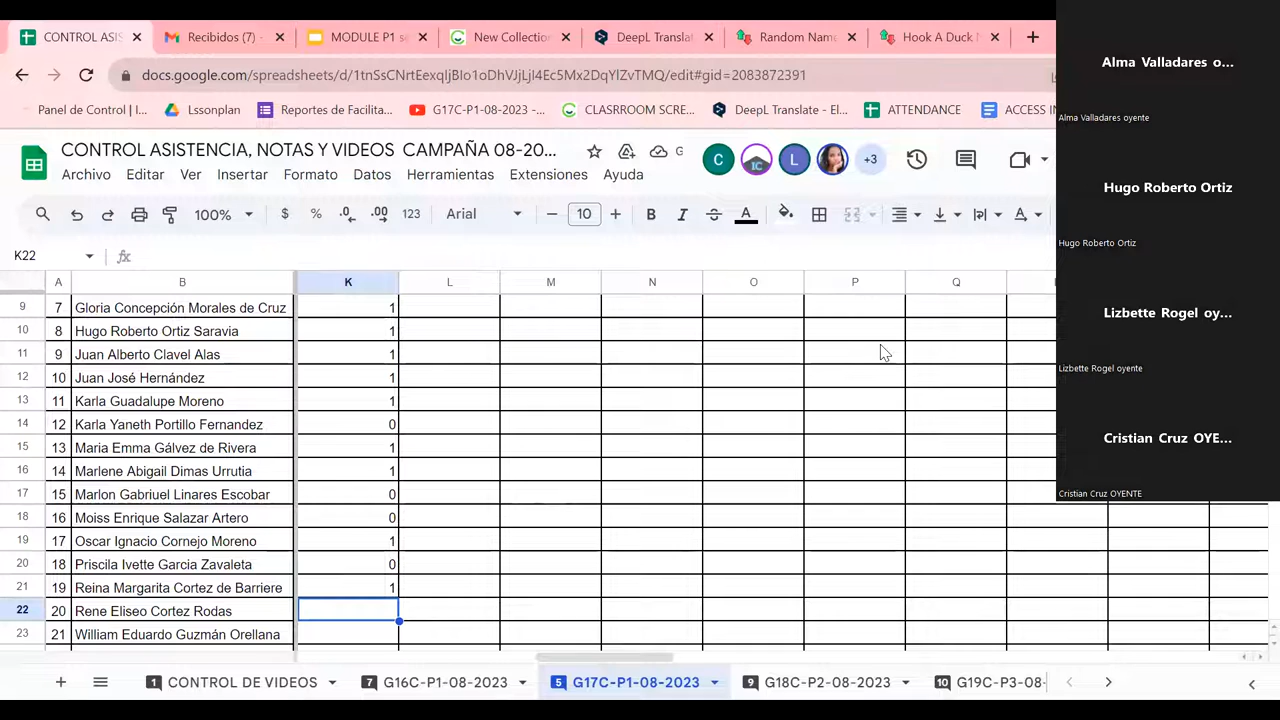 CONTROL ASIS
Recibidos (7) -
MODULE P1 s
New Collection
DeepL Translat
Random Name
Hook A Duck N
docs.google.com/spreadsheets/d/
/edit#gid=2083872391
Panel de Control | I...
Lssonplan
Reportes de Facilita...
G17C-P1-08-2023 -...
CLASRROOM SCRE...
DeepL Translate - El...
ATTENDANCE
ACCESS IN
CONTROL ASISTENCIA, NOTAS Y VIDEOS CAMPAÑA 08-20...
G
C
L
+3
Archivo Editar Ver Insertar Formato Datos Herramientas Extensiones Ayuda
100% $ % .0 .00 123 Arial 10 B I S A
K22 fx
A B K L M N O P Q
9 7 Gloria Concepción Morales de Cruz 1
10 8 Hugo Roberto Ortiz Saravia 1
11 9 Juan Alberto Clavel Alas 1
12 10 Juan José Hernández 1
13 11 Karla Guadalupe Moreno 1
14 12 Karla Yaneth Portillo Fernandez 0
15 13 Maria Emma Gálvez de Rivera 1
16 14 Marlene Abigail Dimas Urrutia 1
17 15 Marlon Gabriuel Linares Escobar 0
18 16 Moiss Enrique Salazar Artero 0
19 17 Oscar Ignacio Cornejo Moreno 1
20 18 Priscila Ivette Garcia Zavaleta 0
21 19 Reina Margarita Cortez de Barriere 1
22 20 Rene Eliseo Cortez Rodas
23 21 William Eduardo Guzmán Orellana
1 CONTROL DE VIDEOS
7 G16C-P1-08-2023
5 G17C-P1-08-2023
9 G18C-P2-08-2023
10 G19C-P3-08-
Alma Valladares o...
Alma Valladares oyente
Hugo Roberto Ortiz
Hugo Roberto Ortiz
Lizbette Rogel oy...
Lizbette Rogel oyente
Cristian Cruz OYE...
Cristian Cruz OYENTE